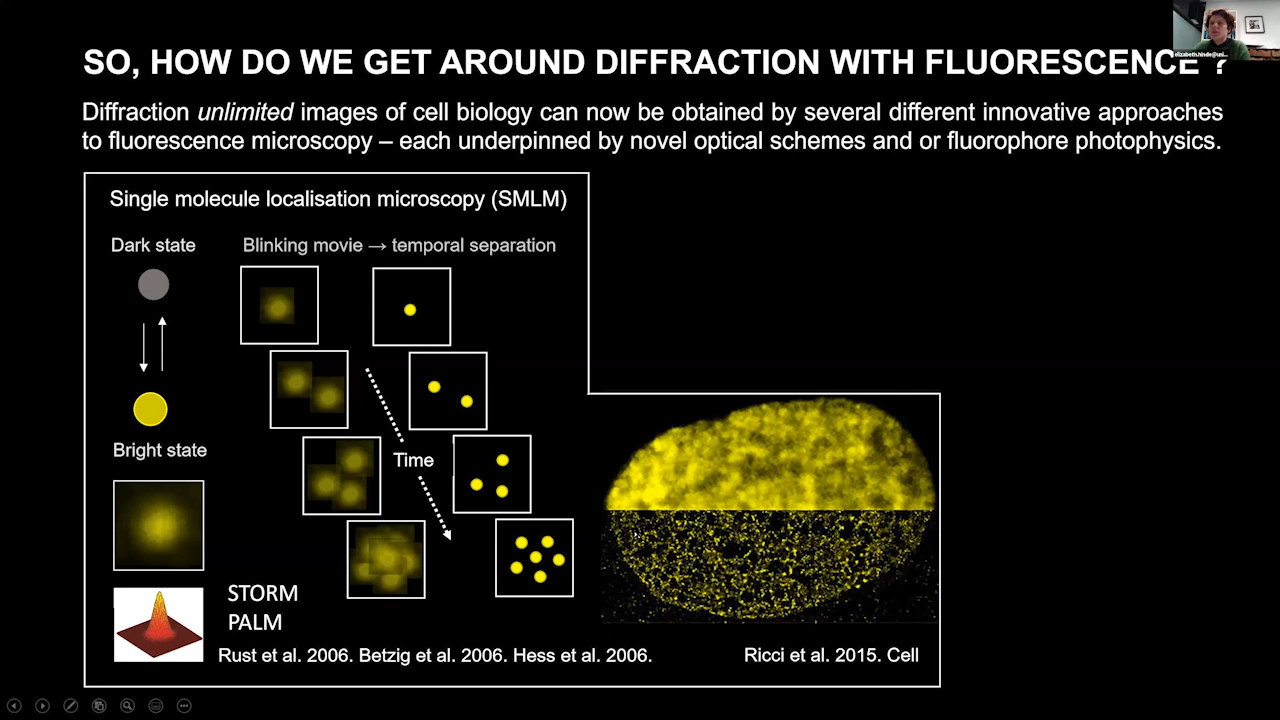 SO, HOW DO WE GET AROUND DIFFRACTION WITH FLUORESCENCE ?
elizabeth.hinde@uni...
Diffraction unlimited images of cell biology can now be obtained by several different innovative approaches
to fluorescence microscopy – each underpinned by novel optical schemes and or fluorophore photophysics.
Single molecule localisation microscopy (SMLM)
Dark state
Blinking movie → temporal separation
Time
Bright state
STORM
PALM
Rust et al. 2006. Betzig et al. 2006. Hess et al. 2006.
Ricci et al. 2015. Cell